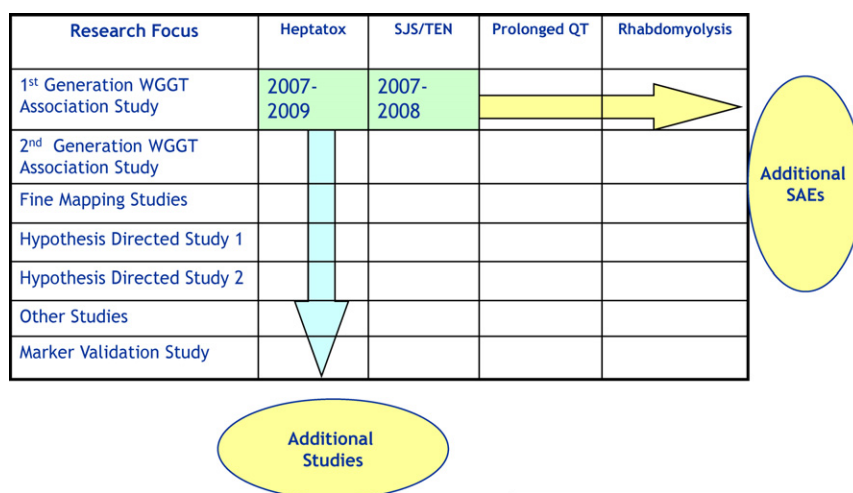 Research Focus
Heptatox
SJS/TEN
Prolonged QT
Rhabdomyolysis
1st Generation WGGT
Association Study
2007-
2009
2007-
2008
2nd Generation WGGT
Association Study
Fine Mapping Studies
Hypothesis Directed Study 1
Hypothesis Directed Study 2
Other Studies
Marker Validation Study
Additional
SAEs
Additional
Studies